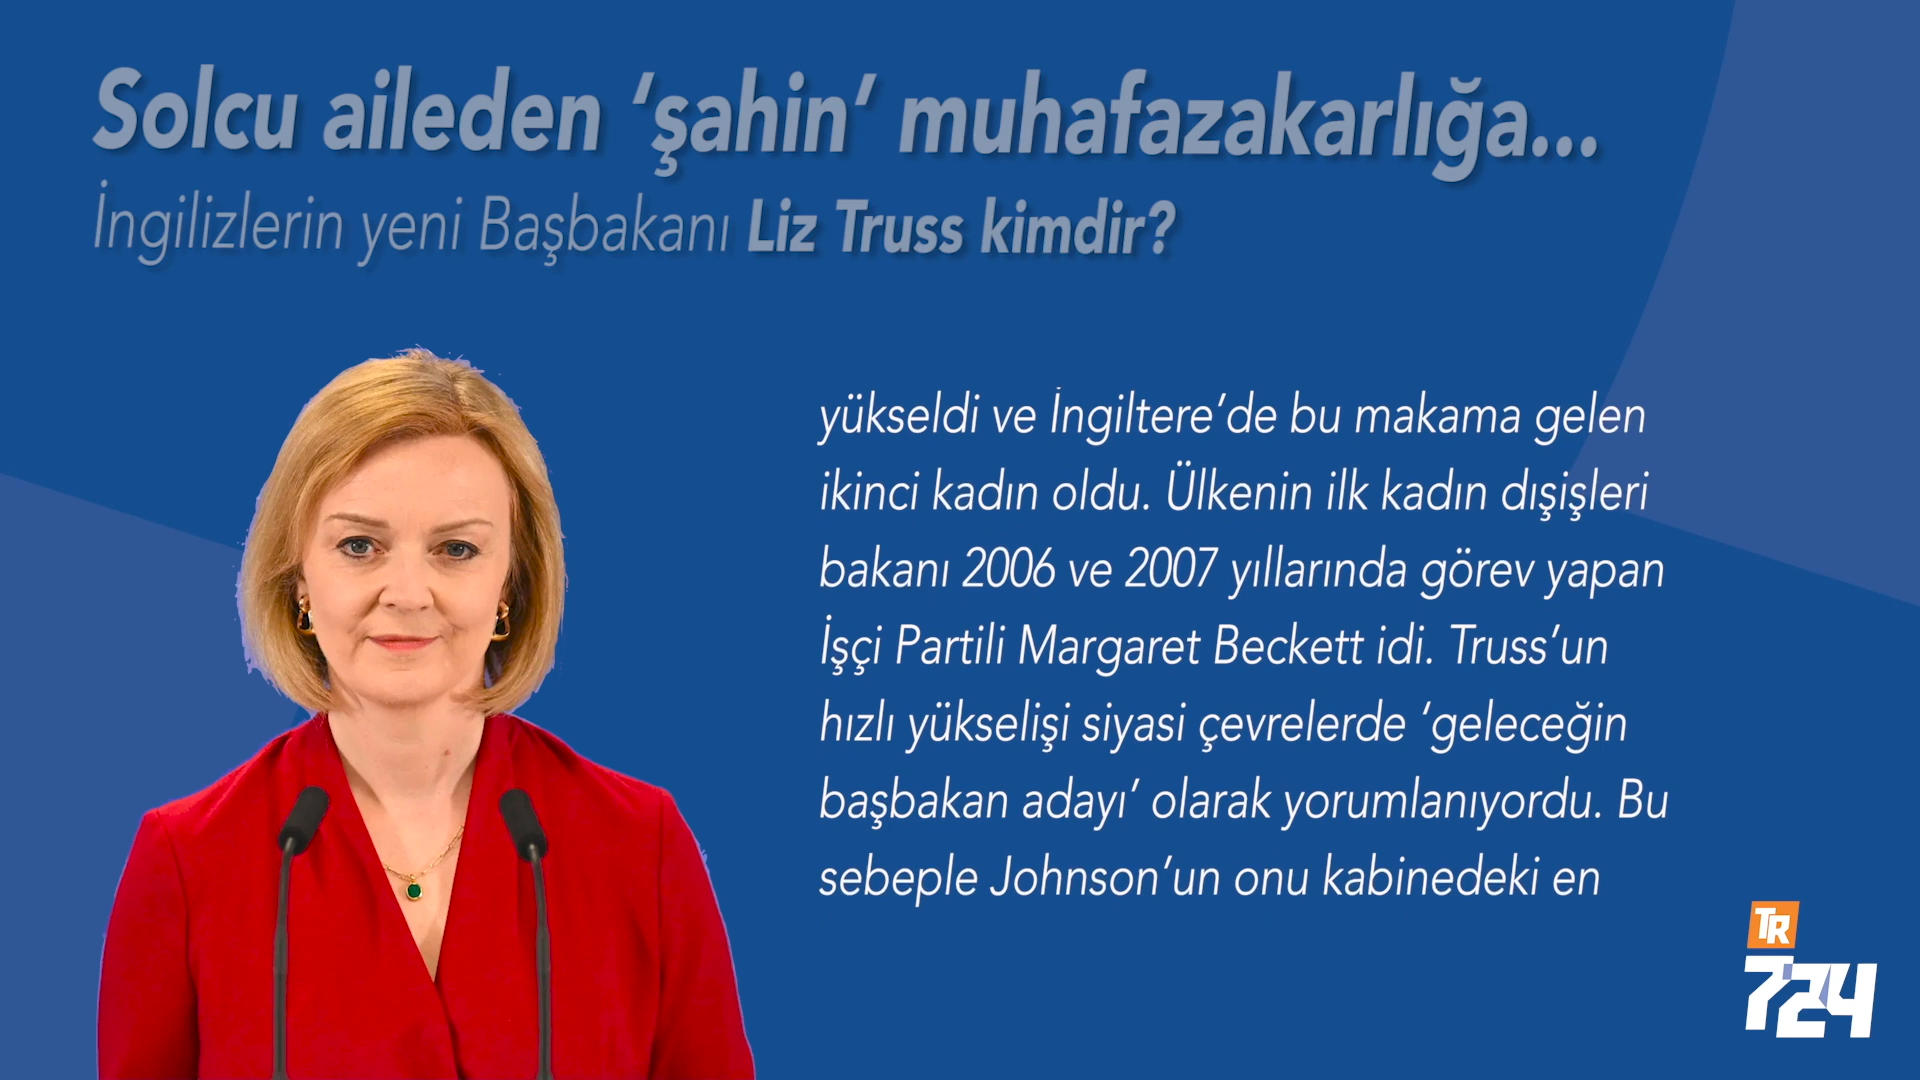 Solcu aileden ‘şahin’ muhafazakarlığa...
İngilizlerin yeni Başbakanı Liz Truss kimdir?
yükseldi ve İngiltere’de bu makama gelen
ikinci kadın oldu. Ülkenin ilk kadın dışişleri
bakanı 2006 ve 2007 yıllarında görev yapan
İşçi Partili Margaret Beckett idi. Truss’un
hızlı yükselişi siyasi çevrelerde ‘geleceğin
başbakan adayı’ olarak yorumlanıyordu. Bu
sebeple Johnson’un onu kabinedeki en
TR
724